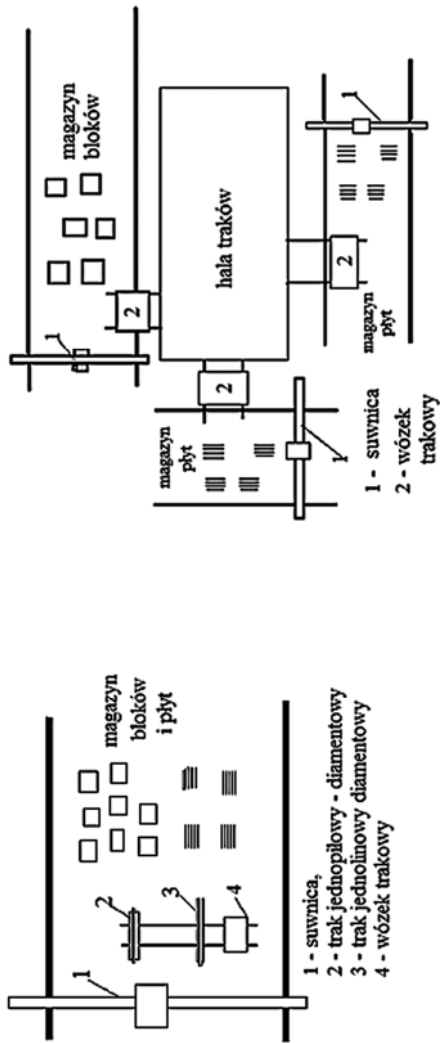 1
2
3
4
magazyn
bloków
i płyt
1 - suwnica,
2 - trak jednopiłowy - diamentowy
3 - trak jednolinowy diamentowy
4 - wózek trakowy
1
magazyn
bloków
2
hala traków
2
magazyn
płyt
1
2
magazyn
płyt
1
1 - suwnica
2 - wózek
trakowy